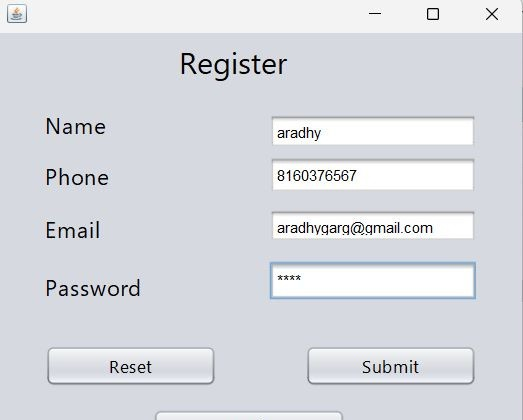 Register
Name aradhy
Phone 8160376567
Email aradhygarg@gmail.com
Password ****
Reset Submit